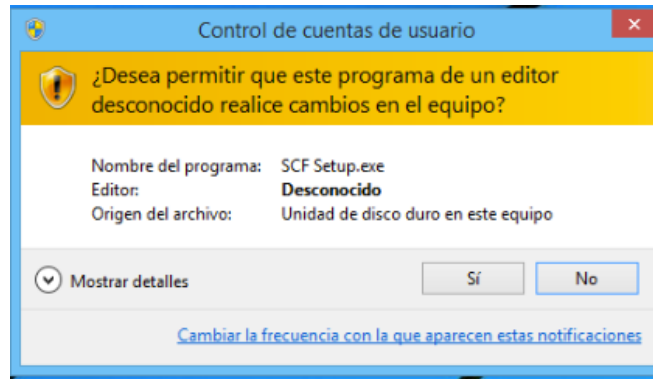 Control de cuentas de usuario
¿Desea permitir que este programa de un editor
desconocido realice cambios en el equipo?
Nombre del programa: SCF Setup.exe
Editor: Desconocido
Origen del archivo: Unidad de disco duro en este equipo
Mostrar detalles
Sí
No
Cambiar la frecuencia con la que aparecen estas notificaciones